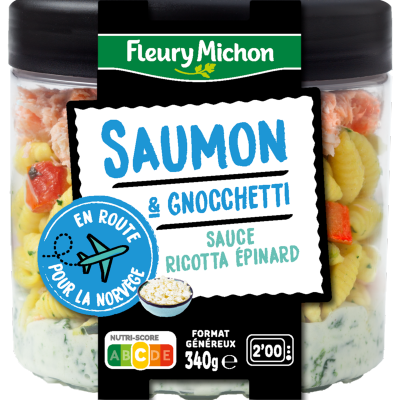 Fleury Michon
SAUMON
& GNOCCHETTI
SAUCE
RICOTTA ÉPINARD
EN ROUTE
POUR LA NORVÈGE
NUTRI-SCORE
A B C D E
FORMAT
GÉNÉREUX
340g e
2'00